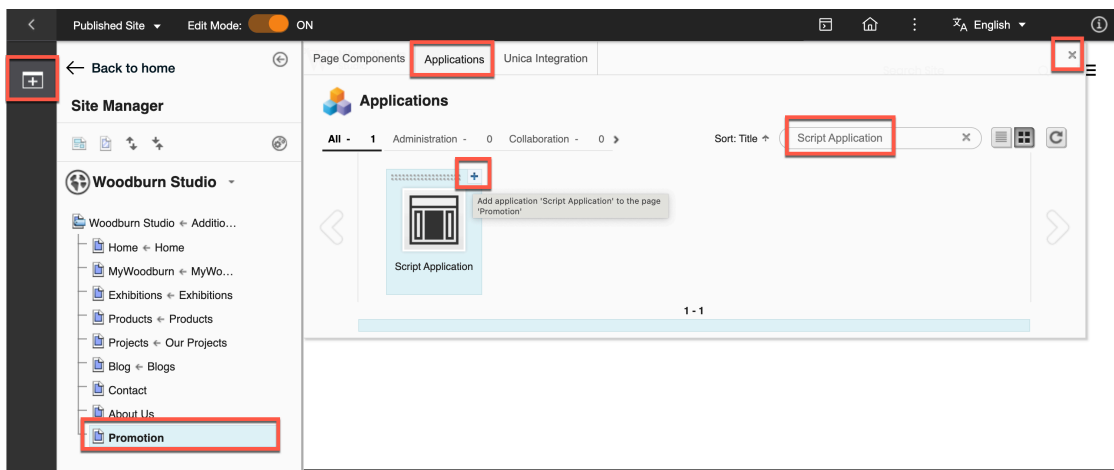 Published Site
Edit Mode:
ON
English
Back to home
Site Manager
Woodburn Studio
Woodburn Studio ← Additio...
Home ← Home
MyWoodburn ← MyWo...
Exhibitions ← Exhibitions
Products ← Products
Projects ← Our Projects
Blog ← Blogs
Contact
About Us
Promotion
Page Components
Applications
Unica Integration
Applications
All - 1
Administration - 0
Collaboration - 0
Sort: Title ↑
Script Application
Add application 'Script Application' to the page
'Promotion'
Script Application
1 - 1